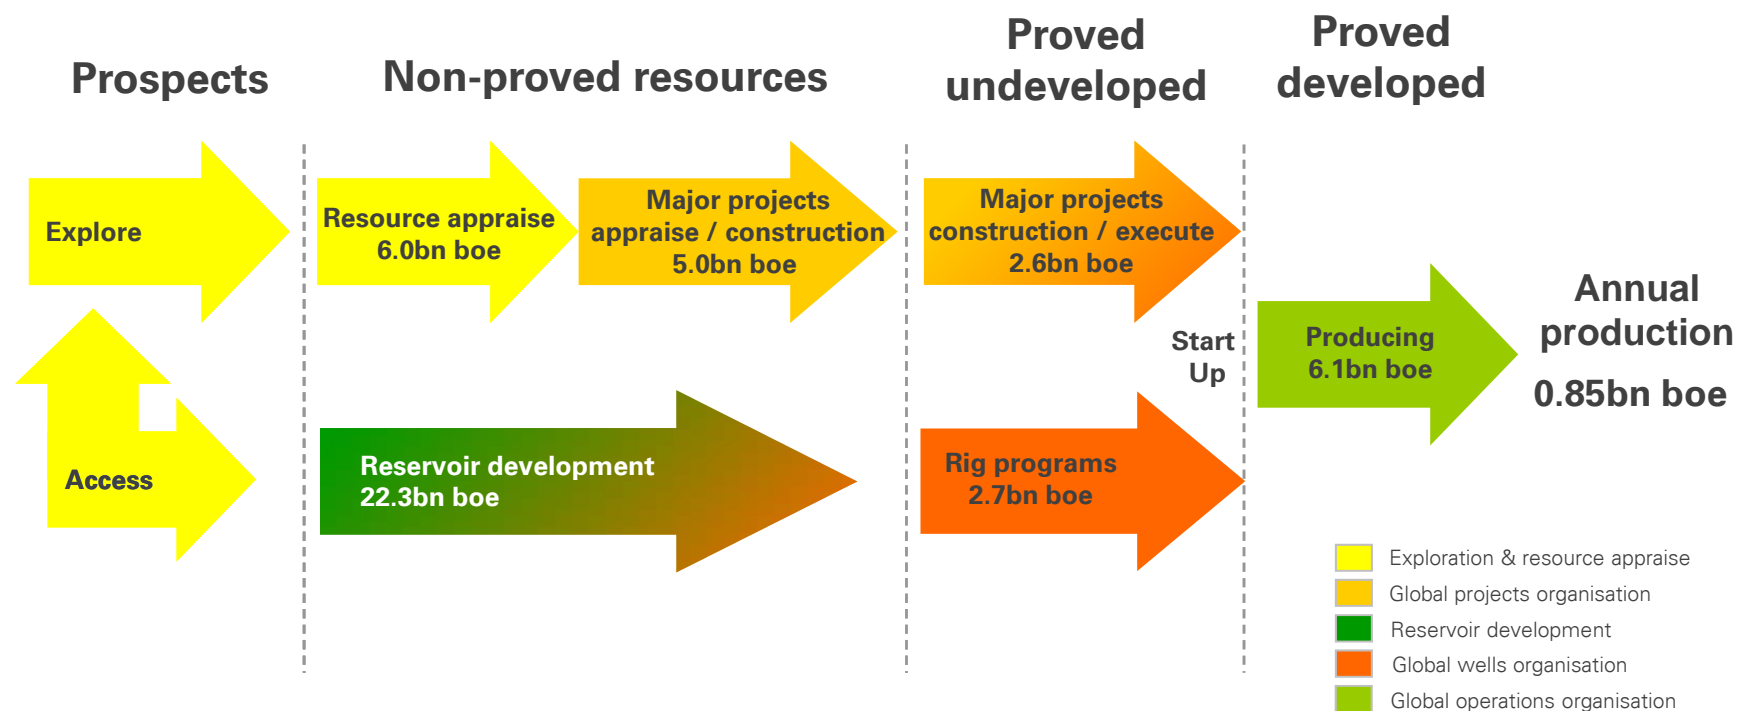 Prospects
Non-proved resources
Proved
undeveloped
Proved
developed
Explore
Resource appraise
6.0bn boe
Major projects
appraise / construction
5.0bn boe
Major projects
construction / execute
2.6bn boe
Start
Up
Producing
6.1bn boe
Annual
production
0.85bn boe
Access
Reservoir development
22.3bn boe
Rig programs
2.7bn boe
Exploration & resource appraise
Global projects organisation
Reservoir development
Global wells organisation
Global operations organisation